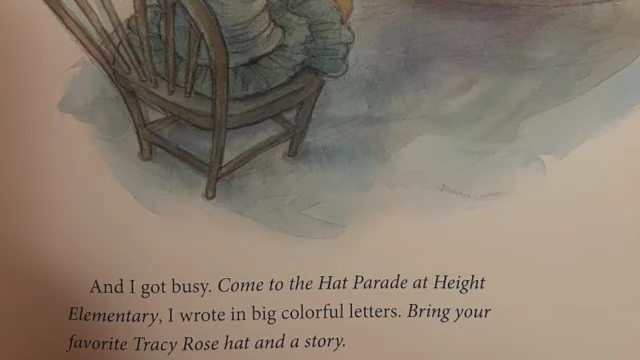 And I got busy. Come to the Hat Parade at Height
Elementary, I wrote in big colorful letters. Bring your
favorite Tracy Rose hat and a story.